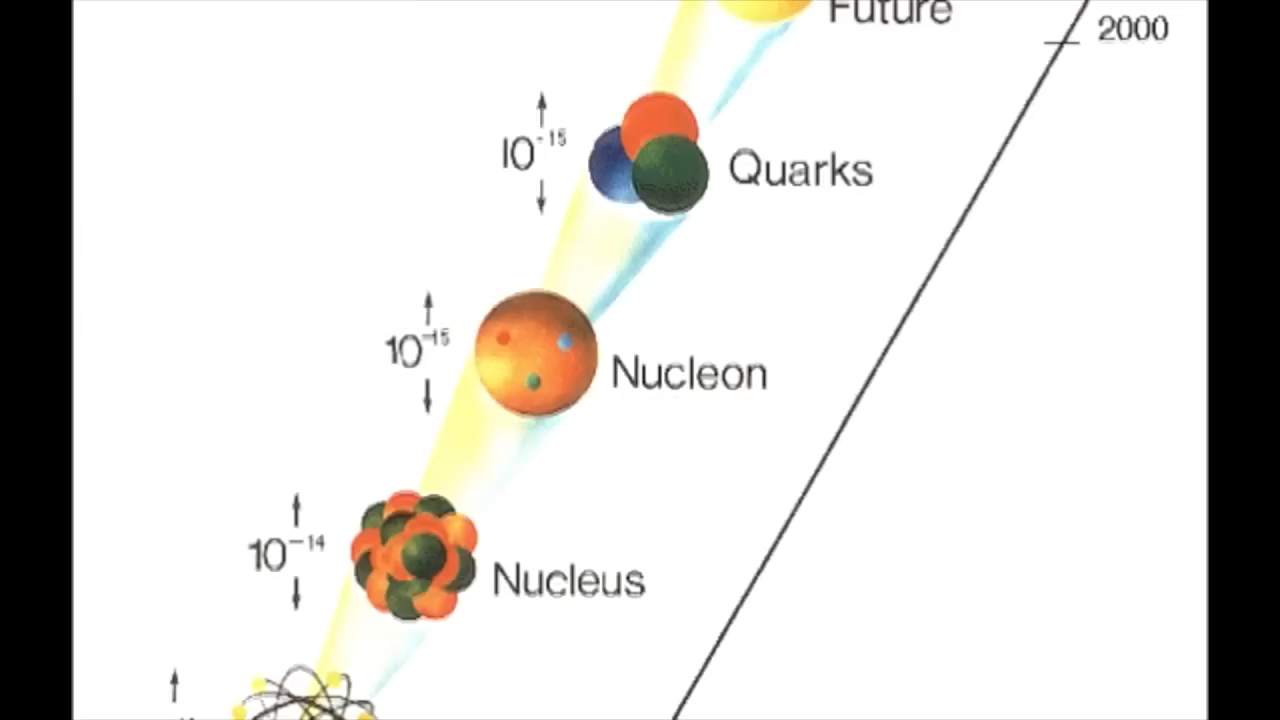 Future
2000
10⁻¹⁵
Quarks
10⁻¹⁵
Nucleon
10⁻¹⁴
Nucleus